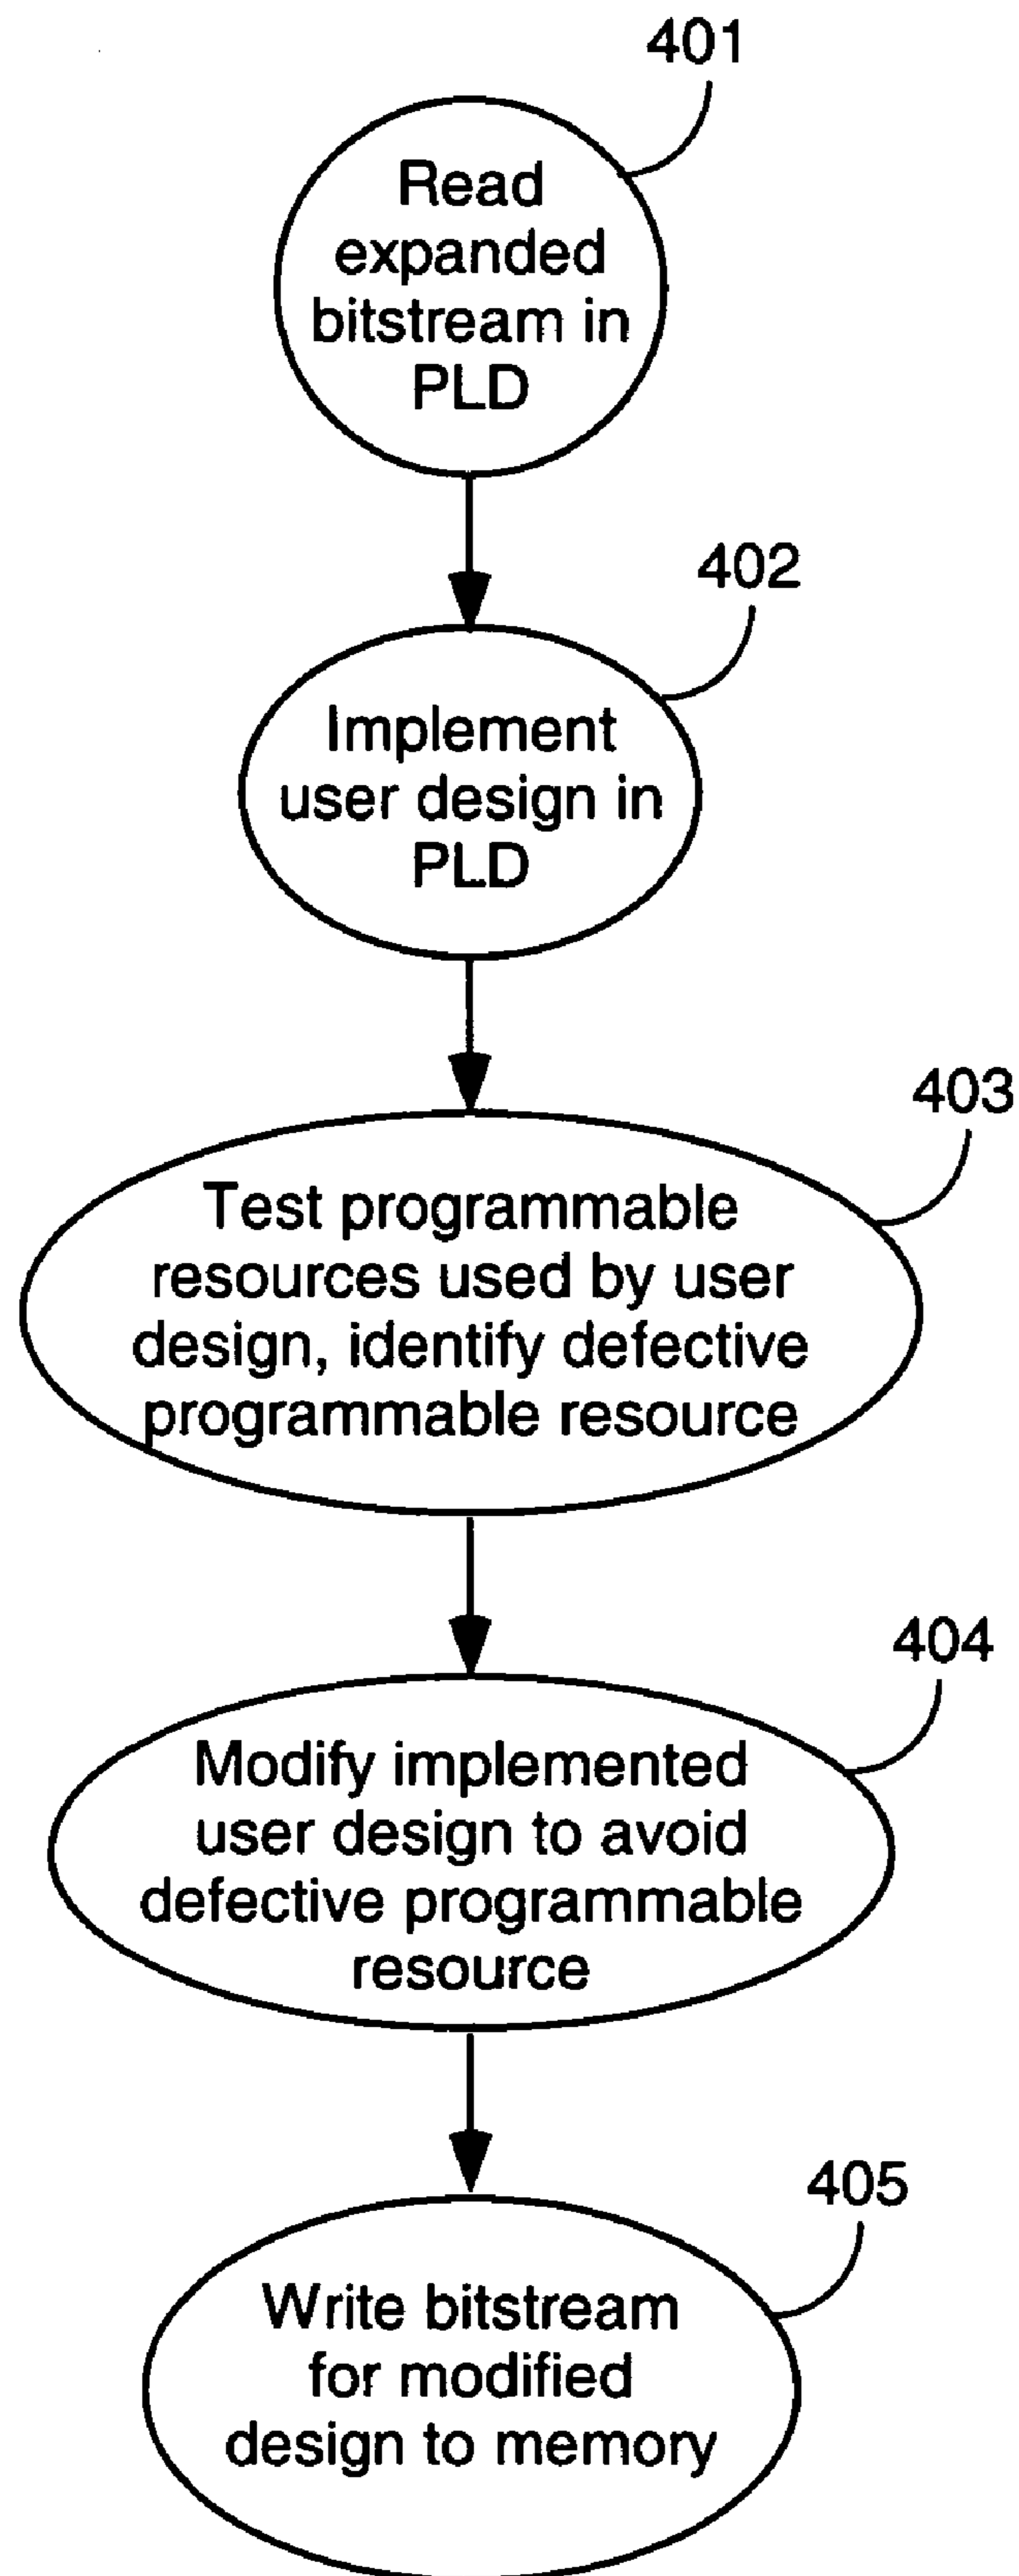 401
Read
expanded
bitstream in
PLD
402
Implement
user design in
PLD
403
Test programmable
resources used by user
design, identify defective
programmable resource
404
Modify implemented
user design to avoid
defective programmable
resource
405
Write bitstream
for modified
design to memory